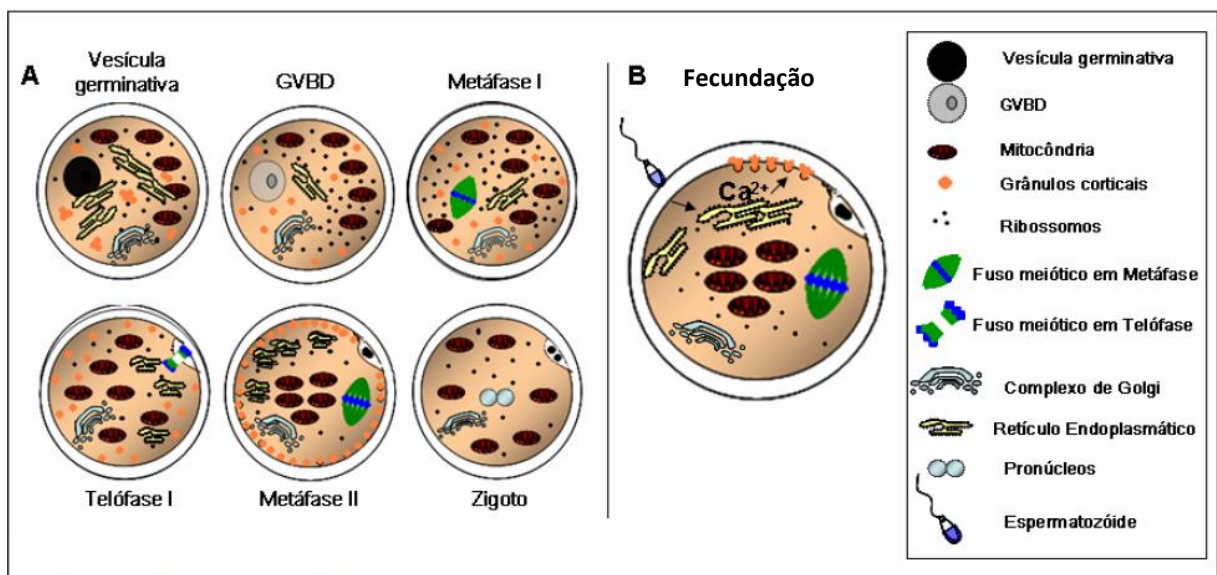 A
Vesícula
germinativa
GVBD
Metáfase I
Telófase I
Metáfase II
Zigoto
B
Fecundação
Ca2+
Vesícula germinativa
GVBD
Mitocôndria
Grânulos corticais
Ribossomos
Fuso meiótico em Metáfase
Fuso meiótico em Telófase
Complexo de Golgi
Retículo Endoplasmático
Pronúcleos
Espermatozóide